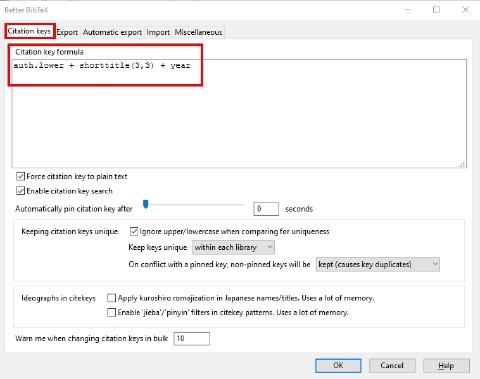 Better BibTeX
Citation keys Export Automatic export Import Miscellaneous
Citation key formula
auth.lower + shorttitle(3,3) + year
Force citation key to plain text
Enable citation key search
Automatically pin citation key after 0 seconds
Keeping citation keys unique Ignore upper/lowercase when comparing for uniqueness
Keep keys unique within each library
On conflict with a pinned key, non-pinned keys will be kept (causes key duplicates)
Ideographs in citekeys Apply kuroshiro romajization in Japanese names/titles. Uses a lot of memory.
Enable 'jieba'/'pinyin' filters in citekey patterns. Uses a lot of memory.
Warn me when changing citation keys in bulk 10
OK Cancel Help